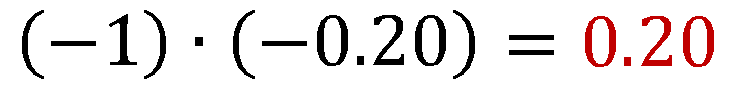 (−1) · (−0.20) = 0.20